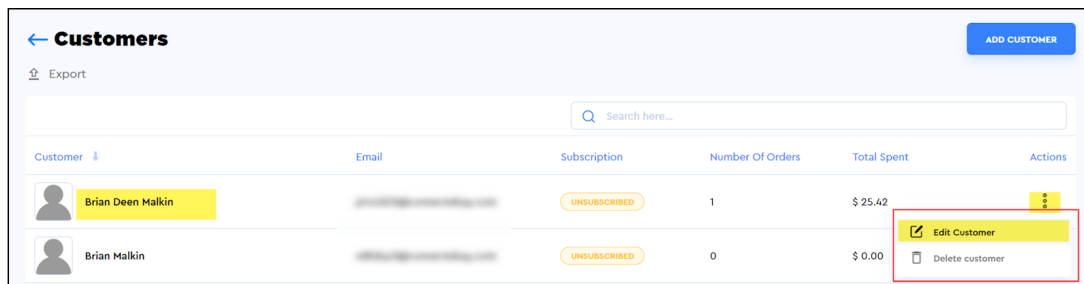 Customers
ADD CUSTOMER
Export
Search here...
Customer Email Subscription Number Of Orders Total Spent Actions
Brian Deen Malkin UNSUBSCRIBED 1 $ 25.42
Edit Customer
Brian Malkin UNSUBSCRIBED 0 $ 0.00
Delete customer